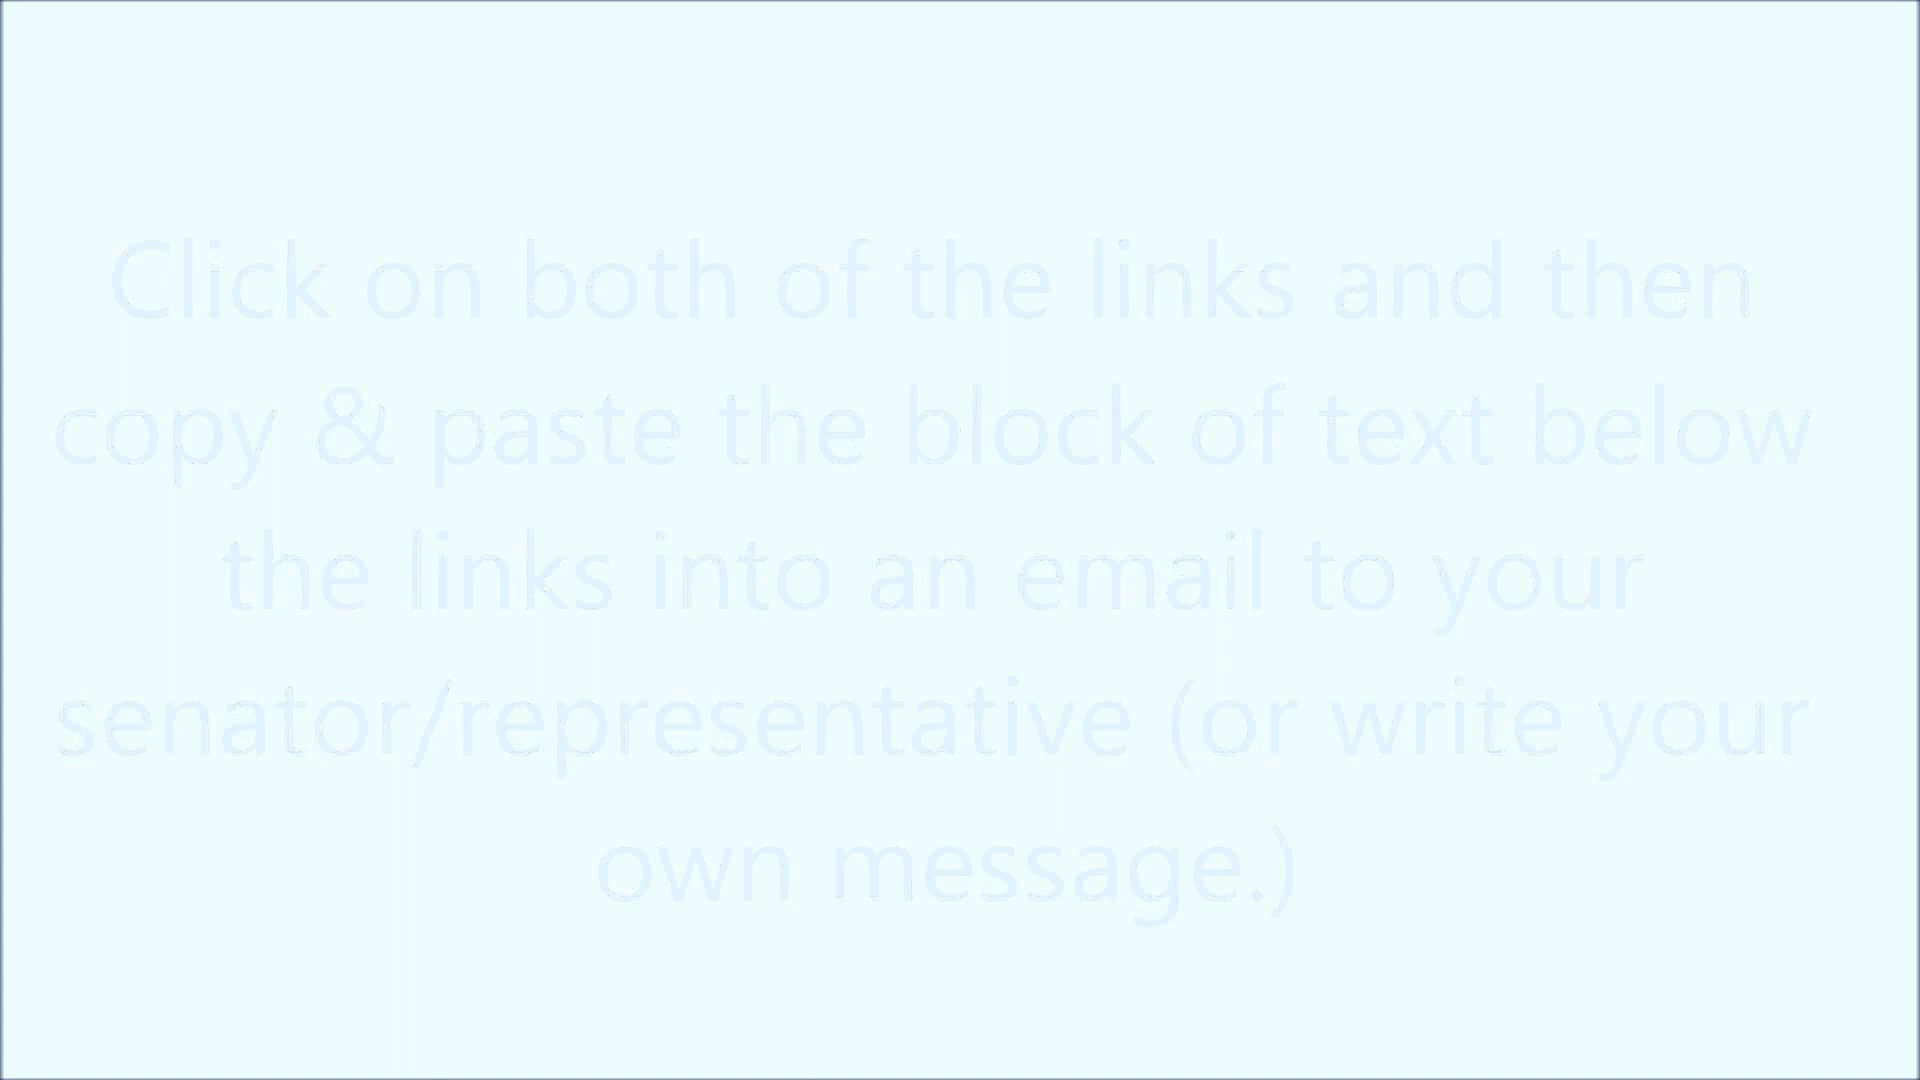 Click on both of the links and then
copy & paste the block of text below
the links into an email to your
senator/representative (or write your
own message.)